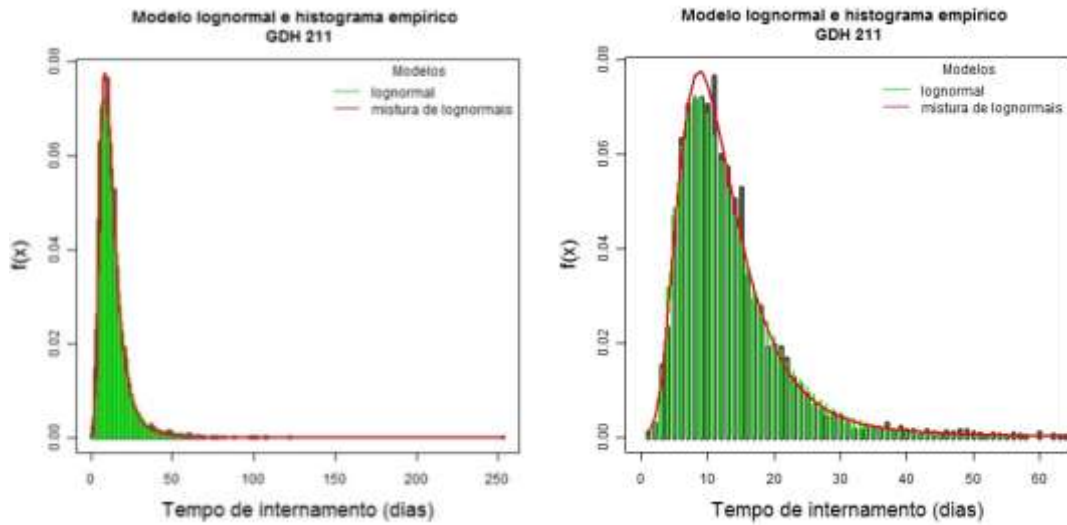 Modelo lognormal e histograma empírico
GDH 211
Modelos
lognormal
mistura de lognormais
f(x)
0.08
0.06
0.04
0.02
0.00
0 50 100 150 200 250
Tempo de internamento (dias)
Modelo lognormal e histograma empírico
GDH 211
Modelos
lognormal
mistura de lognormais
f(x)
0.08
0.06
0.04
0.02
0.00
0 10 20 30 40 50 60
Tempo de internamento (dias)